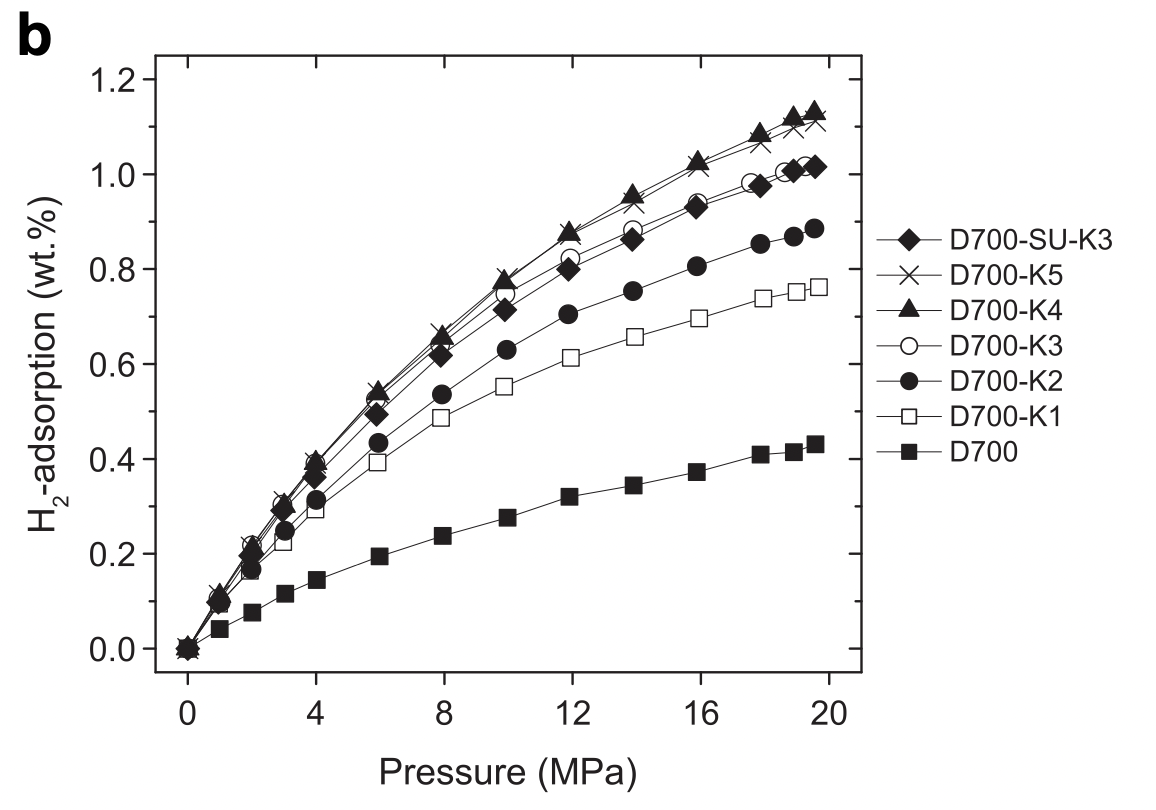 b
H2-adsorption (wt.%)
1.2
1.0
0.8
0.6
0.4
0.2
0.0
0 4 8 12 16 20
Pressure (MPa)
D700-SU-K3
D700-K5
D700-K4
D700-K3
D700-K2
D700-K1
D700